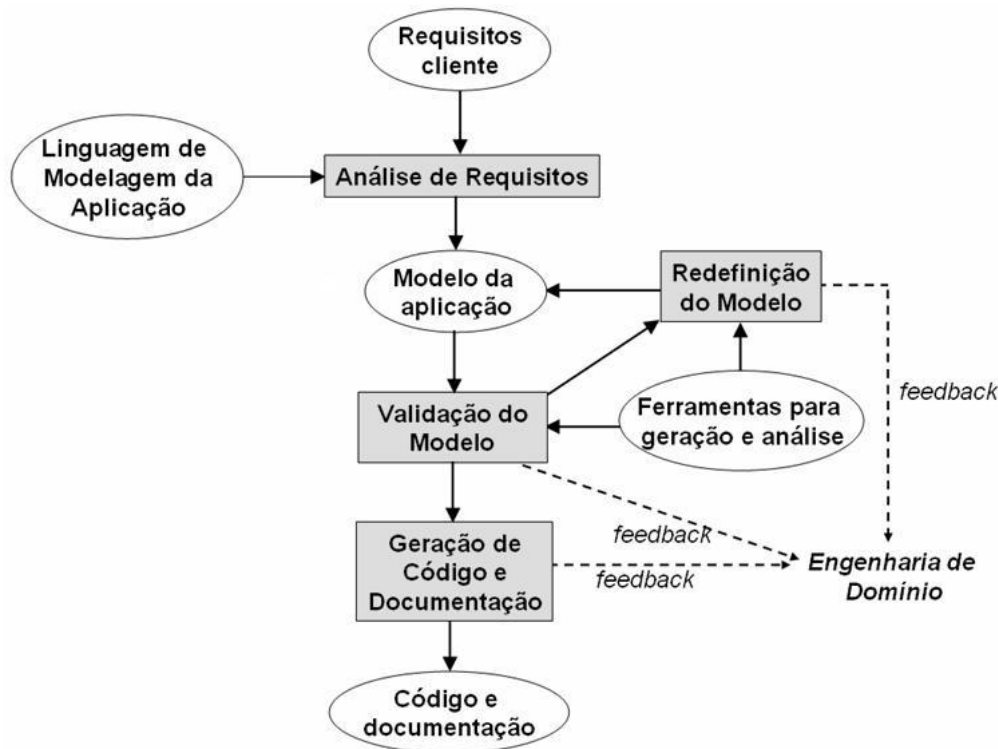 Requisitos
cliente
Linguagem de
Modelagem da
Aplicação
Análise de Requisitos
Modelo da
aplicação
Redefinição
do Modelo
feedback
Validação do
Modelo
Ferramentas para
geração e análise
feedback
Geração de
Código e
Documentação
feedback
Engenharia de
Domínio
Código e
documentação